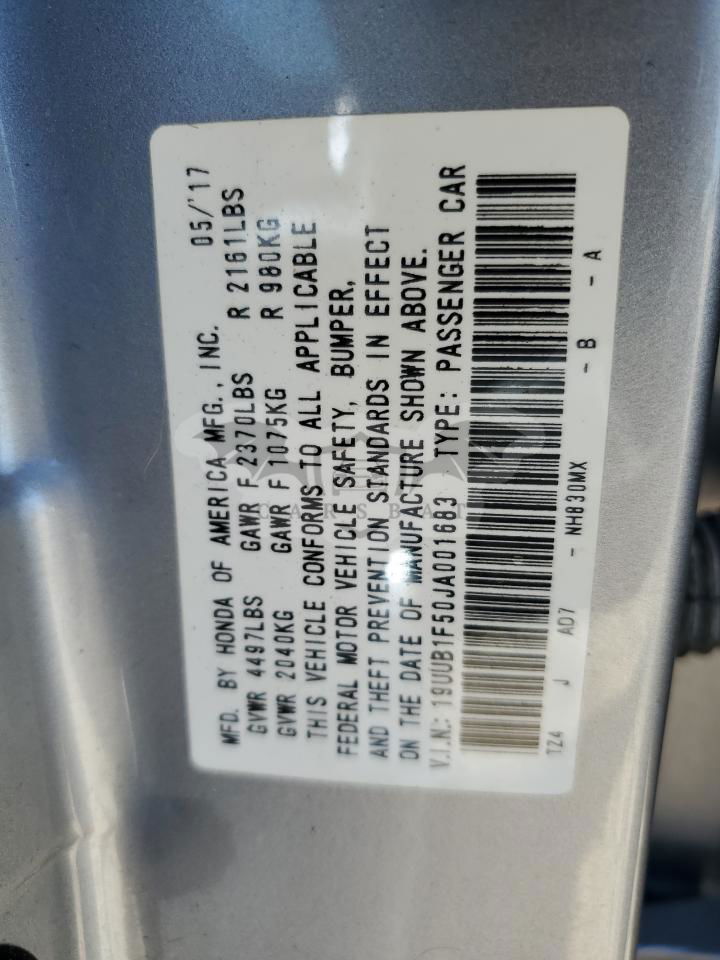 MFD. BY HONDA OF AMERICA MFG., INC. 05/'17
GVWR 4497LBS GAWR F 2370LBS R 2161LBS
GVWR 2040KG GAWR F 1075KG R 980KG
THIS VEHICLE CONFORMS TO ALL APPLICABLE
FEDERAL MOTOR VEHICLE SAFETY, BUMPER,
AND THEFT PREVENTION STANDARDS IN EFFECT
ON THE DATE OF MANUFACTURE SHOWN ABOVE.
V.I.N.: 19UUB1F50JA001683 TYPE: PASSENGER CAR
TZ4 J AD7 - NH830MX - B - A
CARSBAT